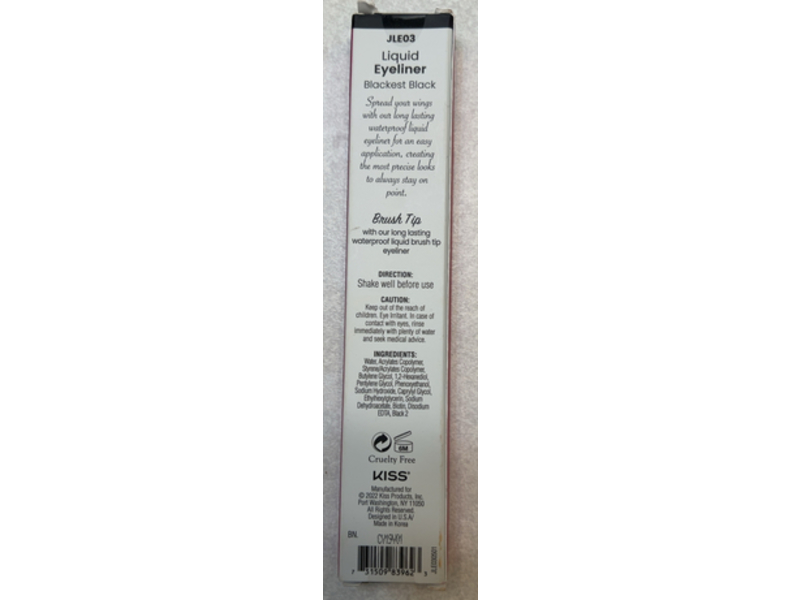 JLE03
Liquid
Eyeliner
Blackest Black
Spread your wings
with our long lasting
waterproof liquid
eyeliner for an easy
application, creating
the most precise looks
to always stay on
point.
Brush Tip
with our long lasting
waterproof liquid brush tip
eyeliner
DIRECTION:
Shake well before use
CAUTION:
Keep out of the reach of
children. Eye Irritant. In case of
contact with eyes, rinse
immediately with plenty of water
and seek medical advice.
INGREDIENTS:
Water, Acrylates Copolymer,
Styrene/Acrylates Copolymer,
Butylene Glycol, 1,2-Hexanediol,
Pentylene Glycol, Phenoxyethanol,
Sodium Hydroxide, Caprylyl Glycol,
Ethylhexylglycerin, Sodium
Dehydroacetate, Biotin, Disodium
EDTA, Black 2
6M
Cruelty Free
KISS®
Manufactured for
© 2022 Kiss Products, Inc.
Port Washington, NY 11050
All Rights Reserved.
Designed in U.S.A/
Made in Korea
BN.
7 31509 83962 3